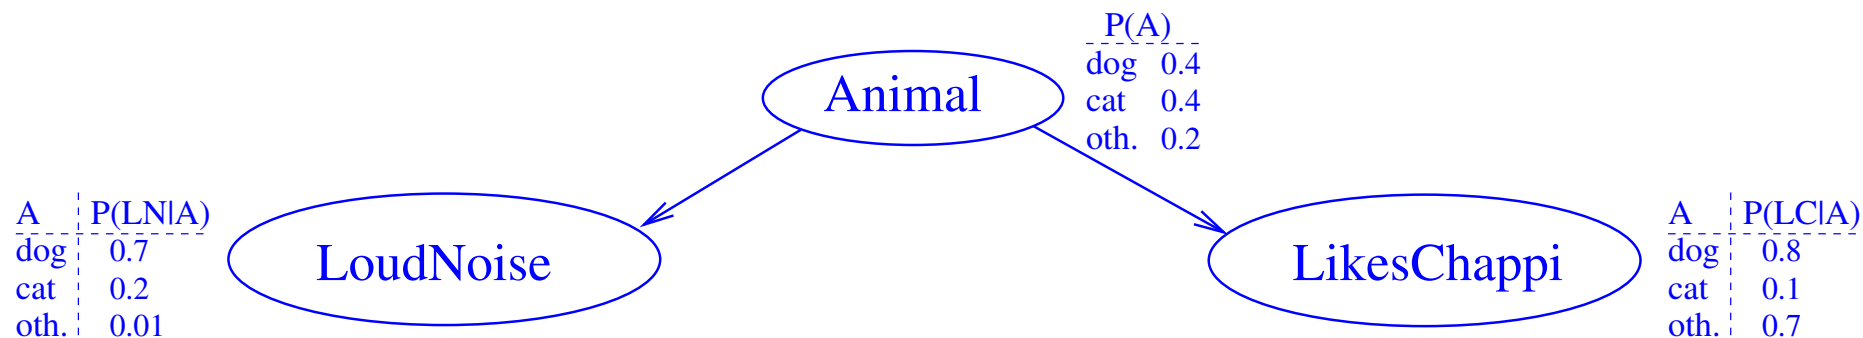 P(A)
dog 0.4
cat 0.4
oth. 0.2
Animal
A P(LN|A)
dog 0.7
cat 0.2
oth. 0.01
LoudNoise
LikesChappi
A P(LC|A)
dog 0.8
cat 0.1
oth. 0.7